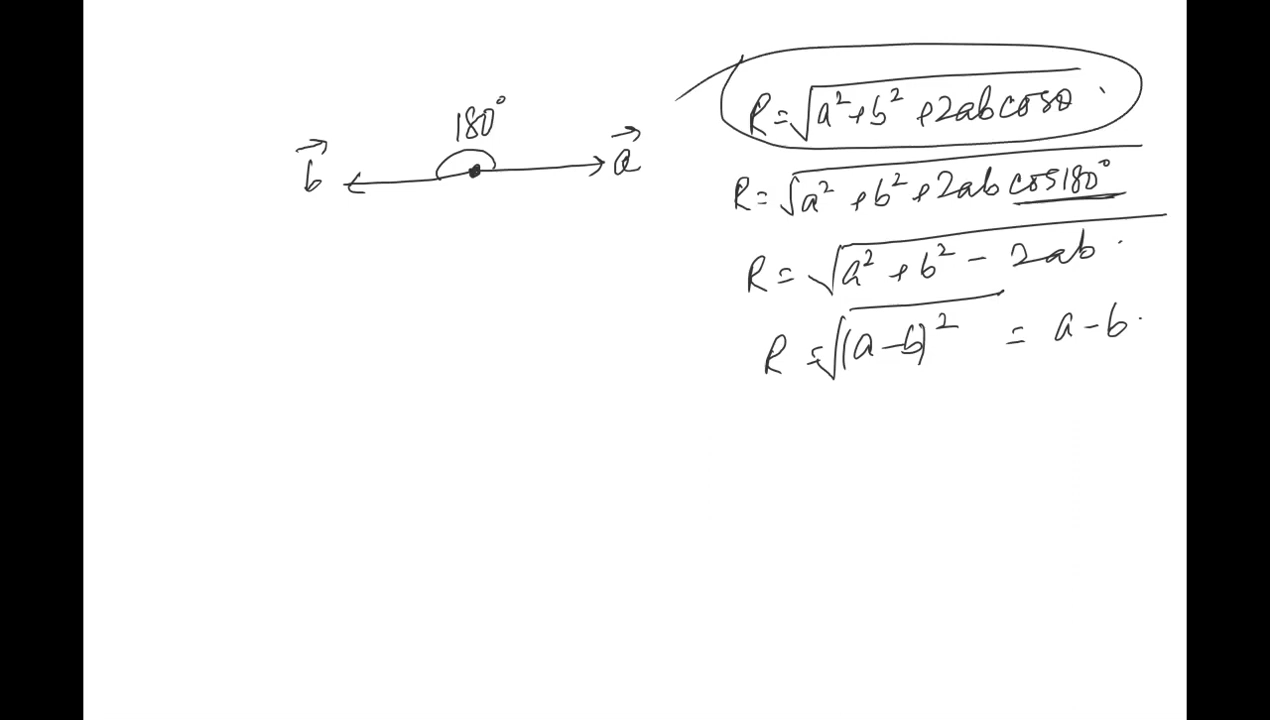 180°
b⃗
a⃗
R = √(a² + b² + 2ab cosθ).
R = √(a² + b² + 2ab cos180°)
R = √(a² + b² - 2ab).
R = √((a-b)²) = a-b.